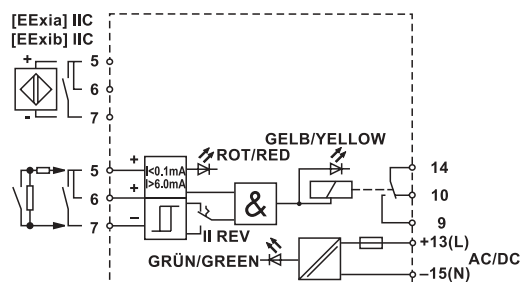 [EExia] IIC
[EExib] IIC
+
5
6
-
7
GELB/YELLOW
ROT/RED
14
5
+
I<0.1mA
I>6.0mA
10
6
+
&
9
7
–
II REV
+13(L)
AC/DC
GRÜN/GREEN
–15(N)